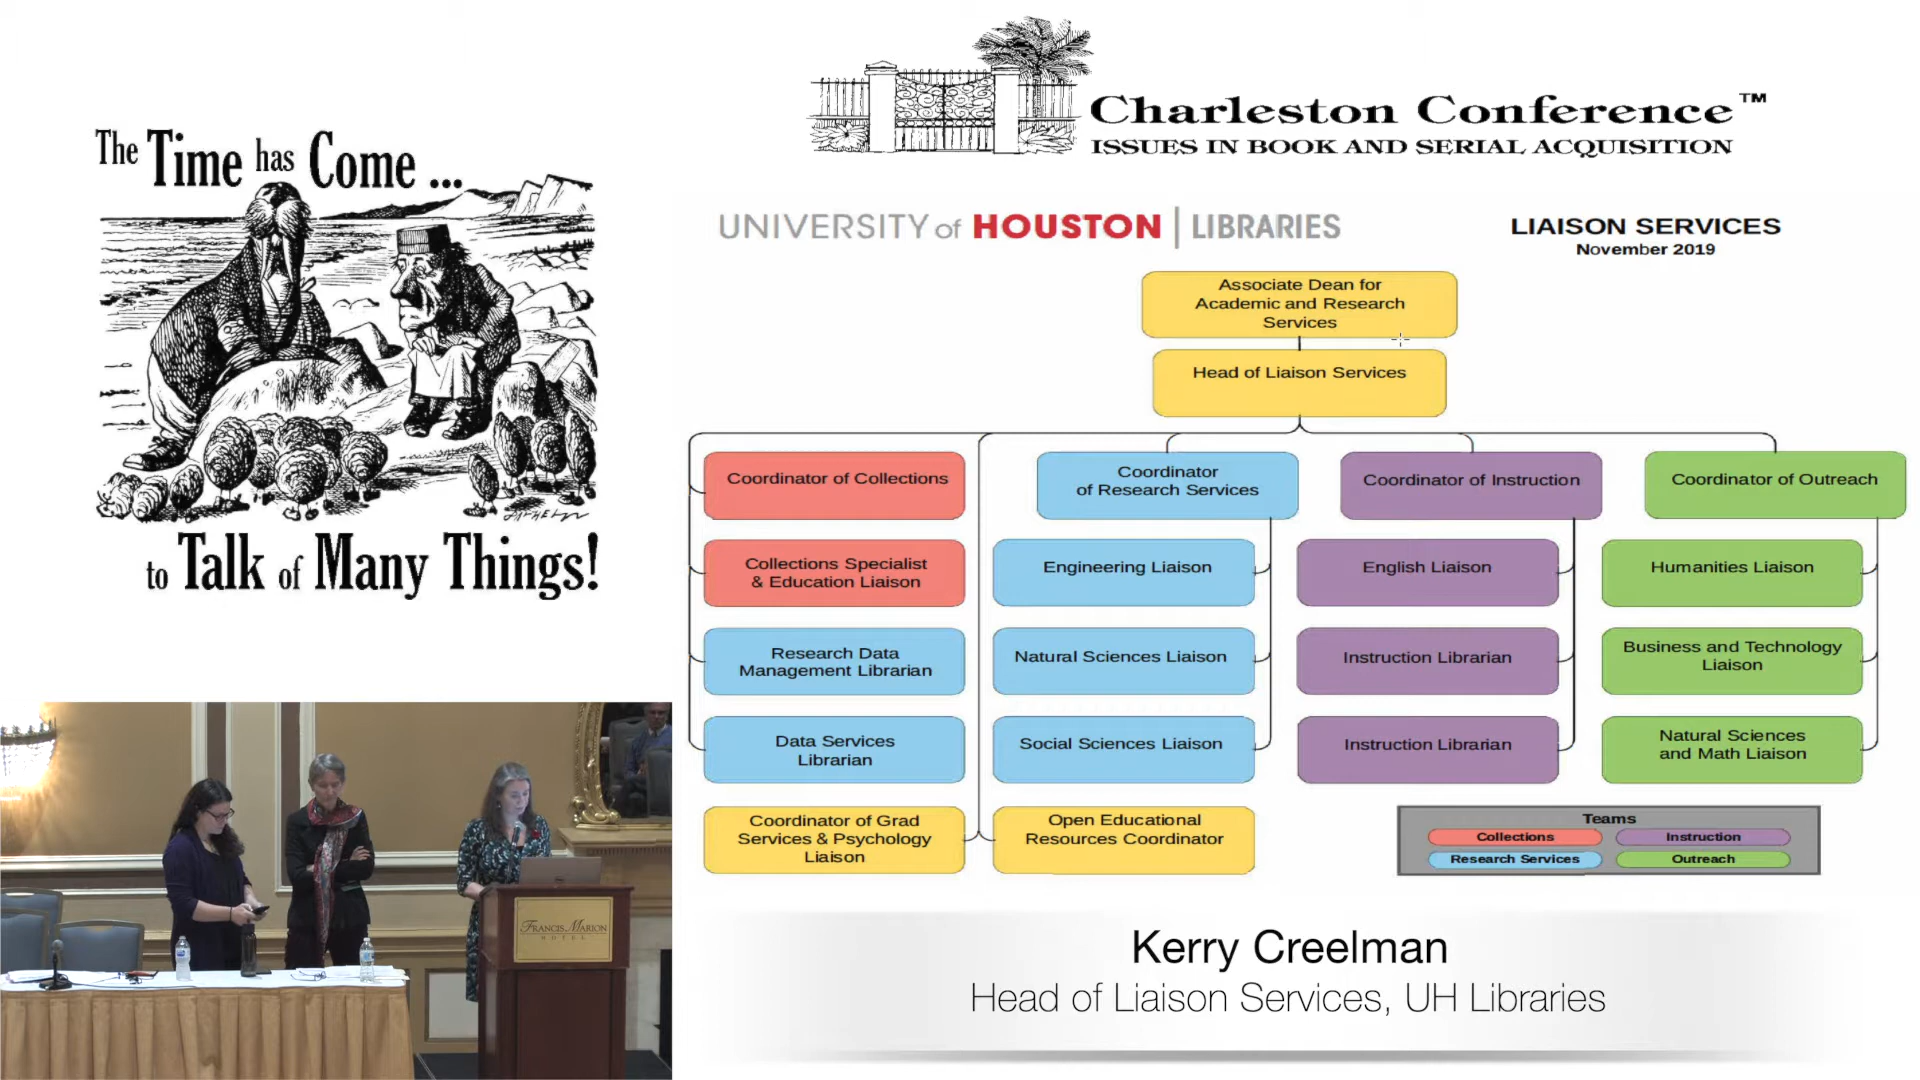 The Time has Come ...
to Talk of Many Things!
Charleston Conference™
ISSUES IN BOOK AND SERIAL ACQUISITION
UNIVERSITY of HOUSTON | LIBRARIES
LIAISON SERVICES
November 2019
Associate Dean for
Academic and Research
Services
Head of Liaison Services
Coordinator of Collections
Coordinator
of Research Services
Coordinator of Instruction
Coordinator of Outreach
Collections Specialist
& Education Liaison
Engineering Liaison
English Liaison
Humanities Liaison
Research Data
Management Librarian
Natural Sciences Liaison
Instruction Librarian
Business and Technology
Liaison
Data Services
Librarian
Social Sciences Liaison
Instruction Librarian
Natural Sciences
and Math Liaison
Coordinator of Grad
Services & Psychology
Liaison
Open Educational
Resources Coordinator
Teams
Collections
Instruction
Research Services
Outreach
FRANCIS MARION
HOTEL
Kerry Creelman
Head of Liaison Services, UH Libraries